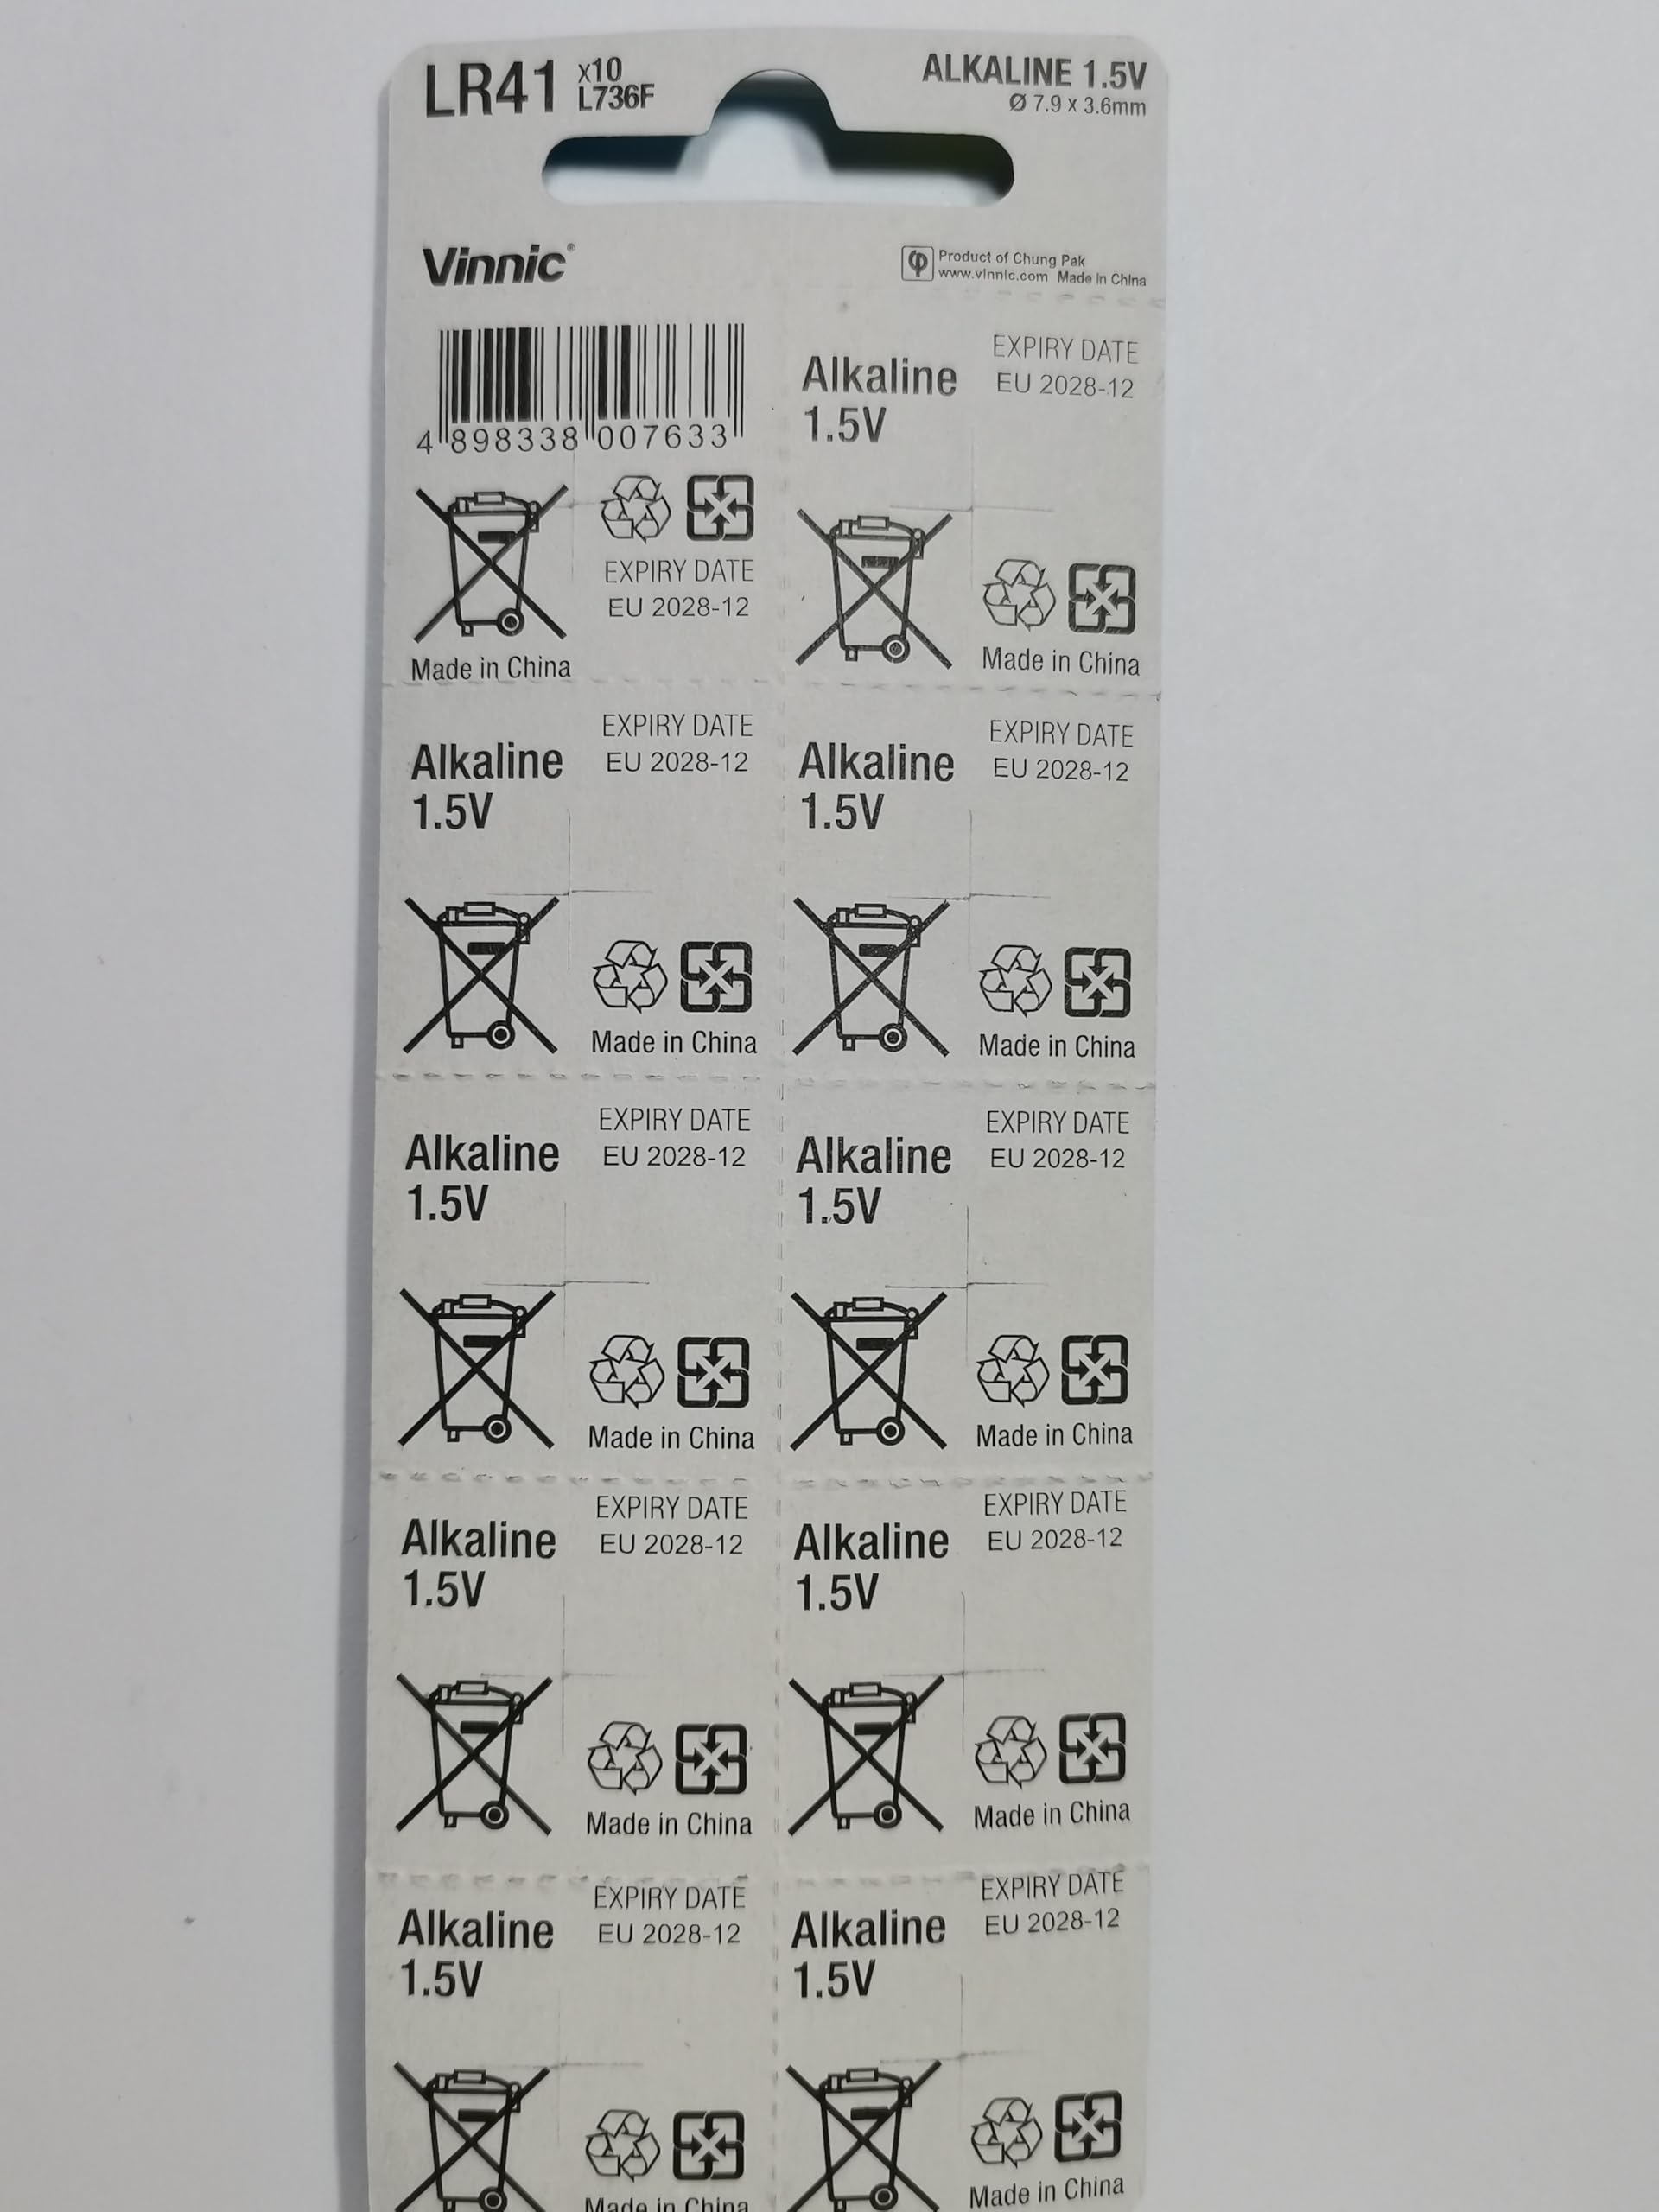 LR41 x10
L736F
ALKALINE 1.5V
Ø 7.9 x 3.6mm
Vinnic®
Product of Chung Pak
www.vinnic.com Made in China
4 898338 007633
EXPIRY DATE
EU 2028-12
Made in China
Alkaline
1.5V
EXPIRY DATE
EU 2028-12
Made in China
Alkaline
1.5V
EXPIRY DATE
EU 2028-12
Made in China
Alkaline
1.5V
EXPIRY DATE
EU 2028-12
Made in China
Alkaline
1.5V
EXPIRY DATE
EU 2028-12
Made in China
Alkaline
1.5V
EXPIRY DATE
EU 2028-12
Made in China
Alkaline
1.5V
EXPIRY DATE
EU 2028-12
Made in China
Alkaline
1.5V
EXPIRY DATE
EU 2028-12
Made in China
Alkaline
1.5V
EXPIRY DATE
EU 2028-12
Made in China
Alkaline
1.5V
EXPIRY DATE
EU 2028-12
Made in China